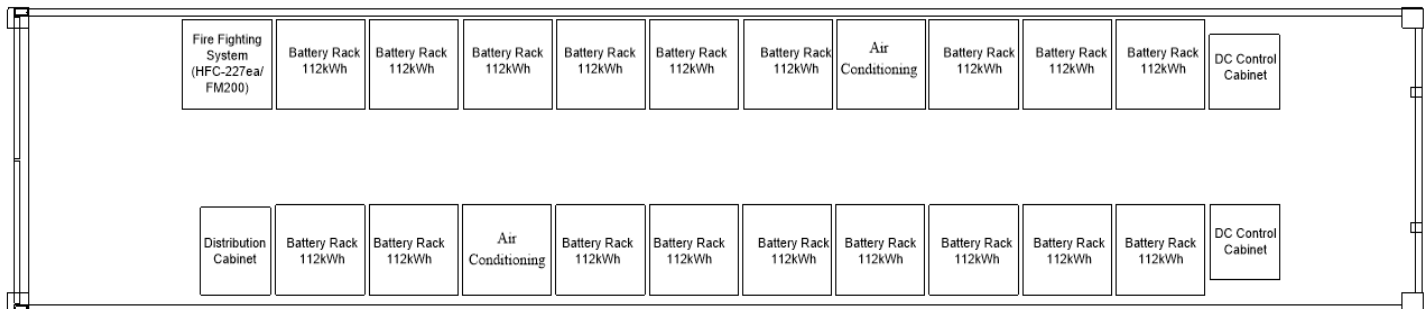 Fire Fighting
System
(HFC-227ea/
FM200)
Battery Rack
112kWh
Battery Rack
112kWh
Battery Rack
112kWh
Battery Rack
112kWh
Battery Rack
112kWh
Battery Rack
112kWh
Air
Conditioning
Battery Rack
112kWh
Battery Rack
112kWh
Battery Rack
112kWh
DC Control
Cabinet
Distribution
Cabinet
Battery Rack
112kWh
Battery Rack
112kWh
Air
Conditioning
Battery Rack
112kWh
Battery Rack
112kWh
Battery Rack
112kWh
Battery Rack
112kWh
Battery Rack
112kWh
Battery Rack
112kWh
Battery Rack
112kWh
DC Control
Cabinet